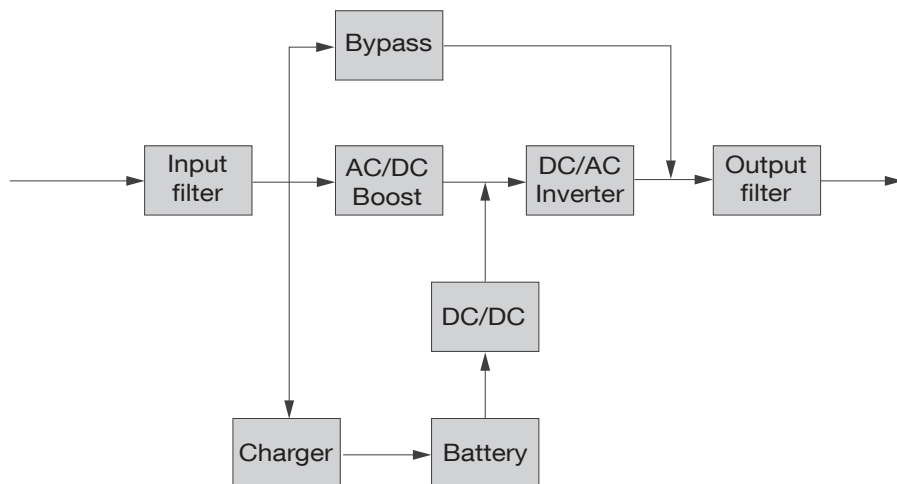 Bypass
Input
filter
AC/DC
Boost
DC/AC
Inverter
Output
filter
DC/DC
Charger
Battery